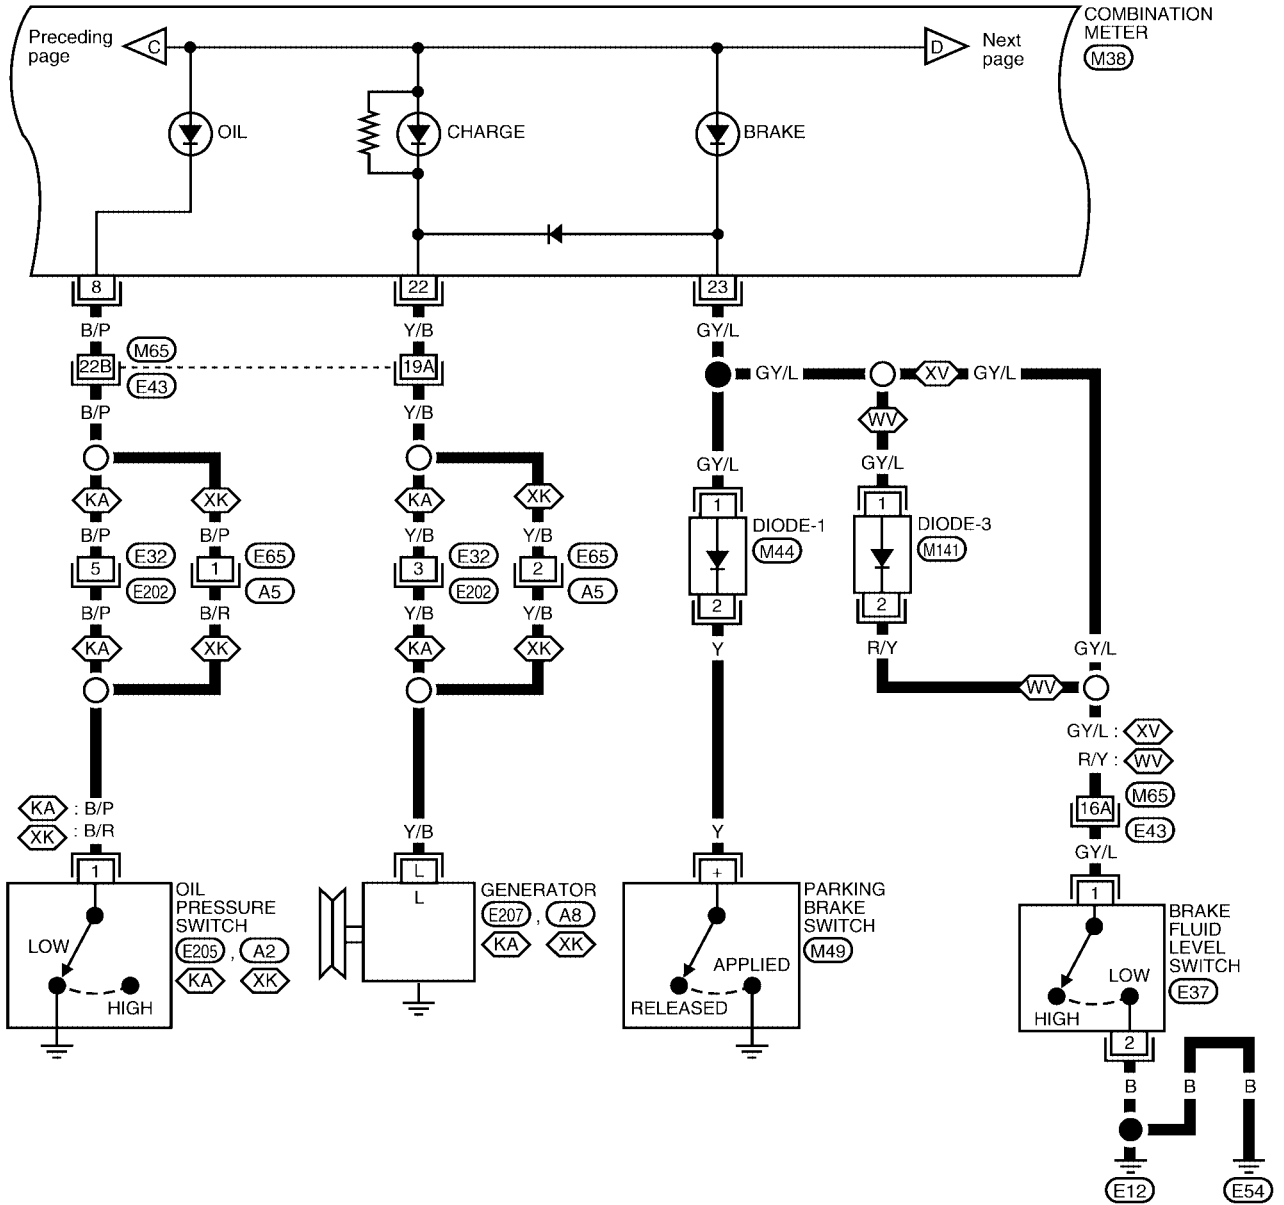 COMBINATION
METER
M38
Preceding
page
C
D
Next
page
OIL
CHARGE
BRAKE
8
22
23
B/P
Y/B
GY/L
22B
M65
E43
19A
GY/L
XV
GY/L
B/P
Y/B
WV
GY/L
GY/L
KA
XK
KA
XK
1
1
B/P
B/P
Y/B
Y/B
DIODE-1
M44
DIODE-3
M141
5
E32
E202
1
E65
A5
3
E32
E202
2
E65
A5
2
2
B/P
B/R
Y/B
Y/B
KA
XK
KA
XK
Y
R/Y
GY/L
WV
GY/L : XV
R/Y : WV
16A
M65
E43
KA : B/P
XK : B/R
Y/B
Y
GY/L
1
L
+
1
OIL
PRESSURE
SWITCH
E205 , A2
KA XK
LOW
HIGH
L
GENERATOR
E207 , A8
KA XK
PARKING
BRAKE
SWITCH
M49
APPLIED
RELEASED
BRAKE
FLUID
LEVEL
SWITCH
E37
LOW
HIGH
2
B
B
B
E12
E54